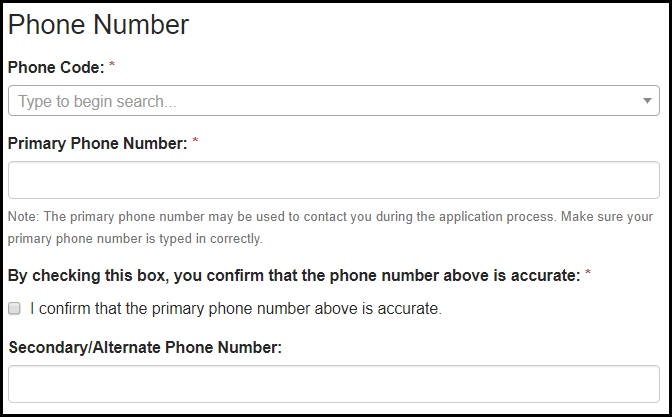 Phone Number
Phone Code: *
Type to begin search...
Primary Phone Number: *
Note: The primary phone number may be used to contact you during the application process. Make sure your
primary phone number is typed in correctly.
By checking this box, you confirm that the phone number above is accurate: *
I confirm that the primary phone number above is accurate.
Secondary/Alternate Phone Number: